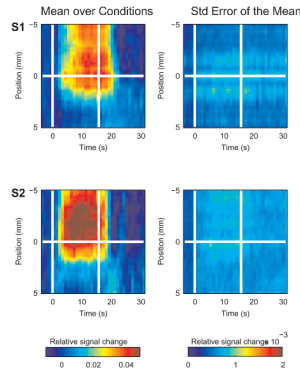 Mean over Conditions Std Error of the Mean
S1
−5 −5
Position (mm) Position (mm)
0 0
5 5
0 10 20 30 0 10 20 30
Time (s) Time (s)
S2
−5 −5
Position (mm) Position (mm)
0 0
5 5
0 10 20 30 0 10 20 30
Time (s) Time (s)
−3
Relative signal change Relative signal change 10
0 0.02 0.04 0 1 2